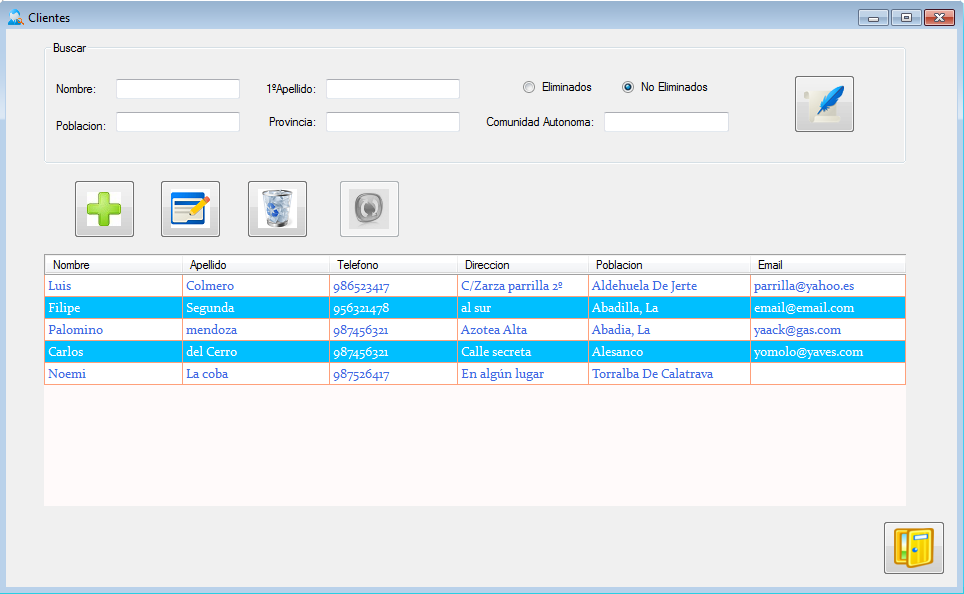 Clientes
Buscar
Nombre: 1ºApellido: Eliminados No Eliminados
Poblacion: Provincia: Comunidad Autonoma:
Nombre Apellido Telefono Direccion Poblacion Email
Luis Colmero 986523417 C/Zarza parrilla 2º Aldehuela De Jerte parrilla@yahoo.es
Filipe Segunda 956321478 al sur Abadilla, La email@email.com
Palomino mendoza 987456321 Azotea Alta Abadia, La yaack@gas.com
Carlos del Cerro 987456321 Calle secreta Alesanco yomolo@yaves.com
Noemi La coba 987526417 En algún lugar Torralba De Calatrava